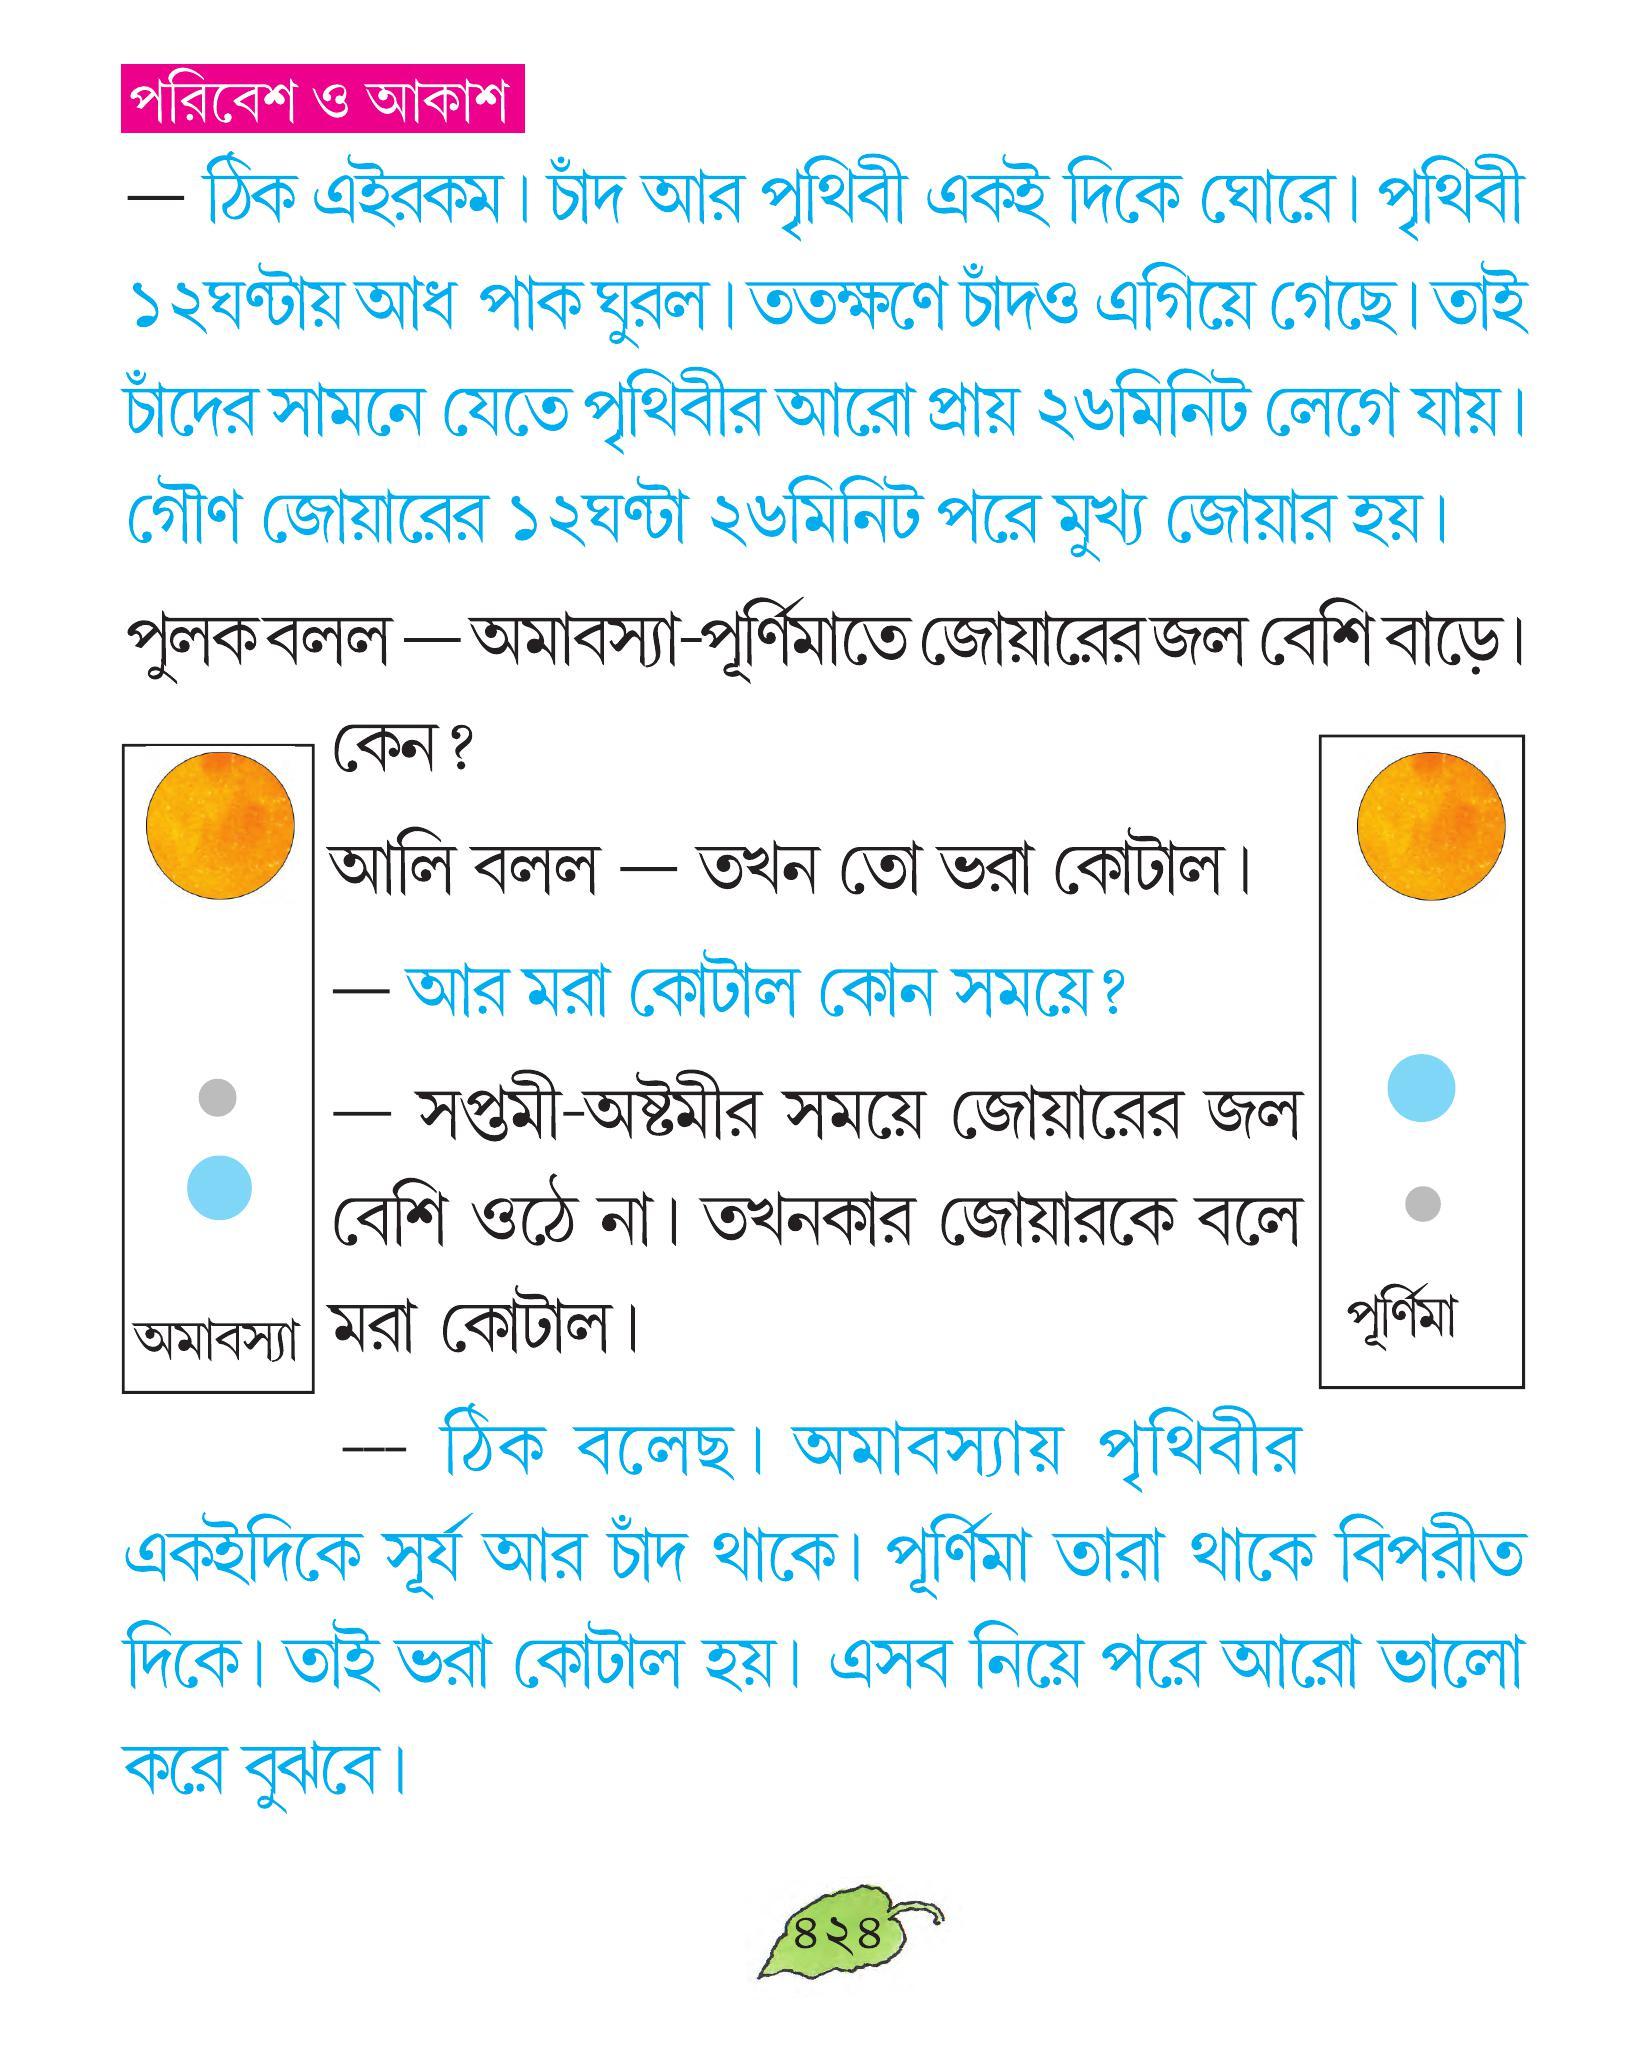 পরিবেশ ও আকাশ
— ঠিক এইরকম। চাঁদ আর পৃথিবী একই দিকে ঘোরে। পৃথিবী
১২ঘণ্টায় আধ পাক ঘুরল। ততক্ষণে চাঁদও এগিয়ে গেছে। তাই
চাঁদের সামনে যেতে পৃথিবীর আরো প্রায় ২৬মিনিট লেগে যায়।
গৌণ জোয়ারের ১২ঘণ্টা ২৬মিনিট পরে মুখ্য জোয়ার হয়।
পুলক বলল — অমাবস্যা-পূর্ণিমাতে জোয়ারের জল বেশি বাড়ে।
কেন?
আলি বলল — তখন তো ভরা কোটাল।
— আর মরা কোটাল কোন সময়ে?
— সপ্তমী-অষ্টমীর সময়ে জোয়ারের জল
বেশি ওঠে না। তখনকার জোয়ারকে বলে
মরা কোটাল।
অমাবস্যা
পূর্ণিমা
--- ঠিক বলেছ। অমাবস্যায় পৃথিবীর
একইদিকে সূর্য আর চাঁদ থাকে। পূর্ণিমা তারা থাকে বিপরীত
দিকে। তাই ভরা কোটাল হয়। এসব নিয়ে পরে আরো ভালো
করে বুঝবে।
৪২৪